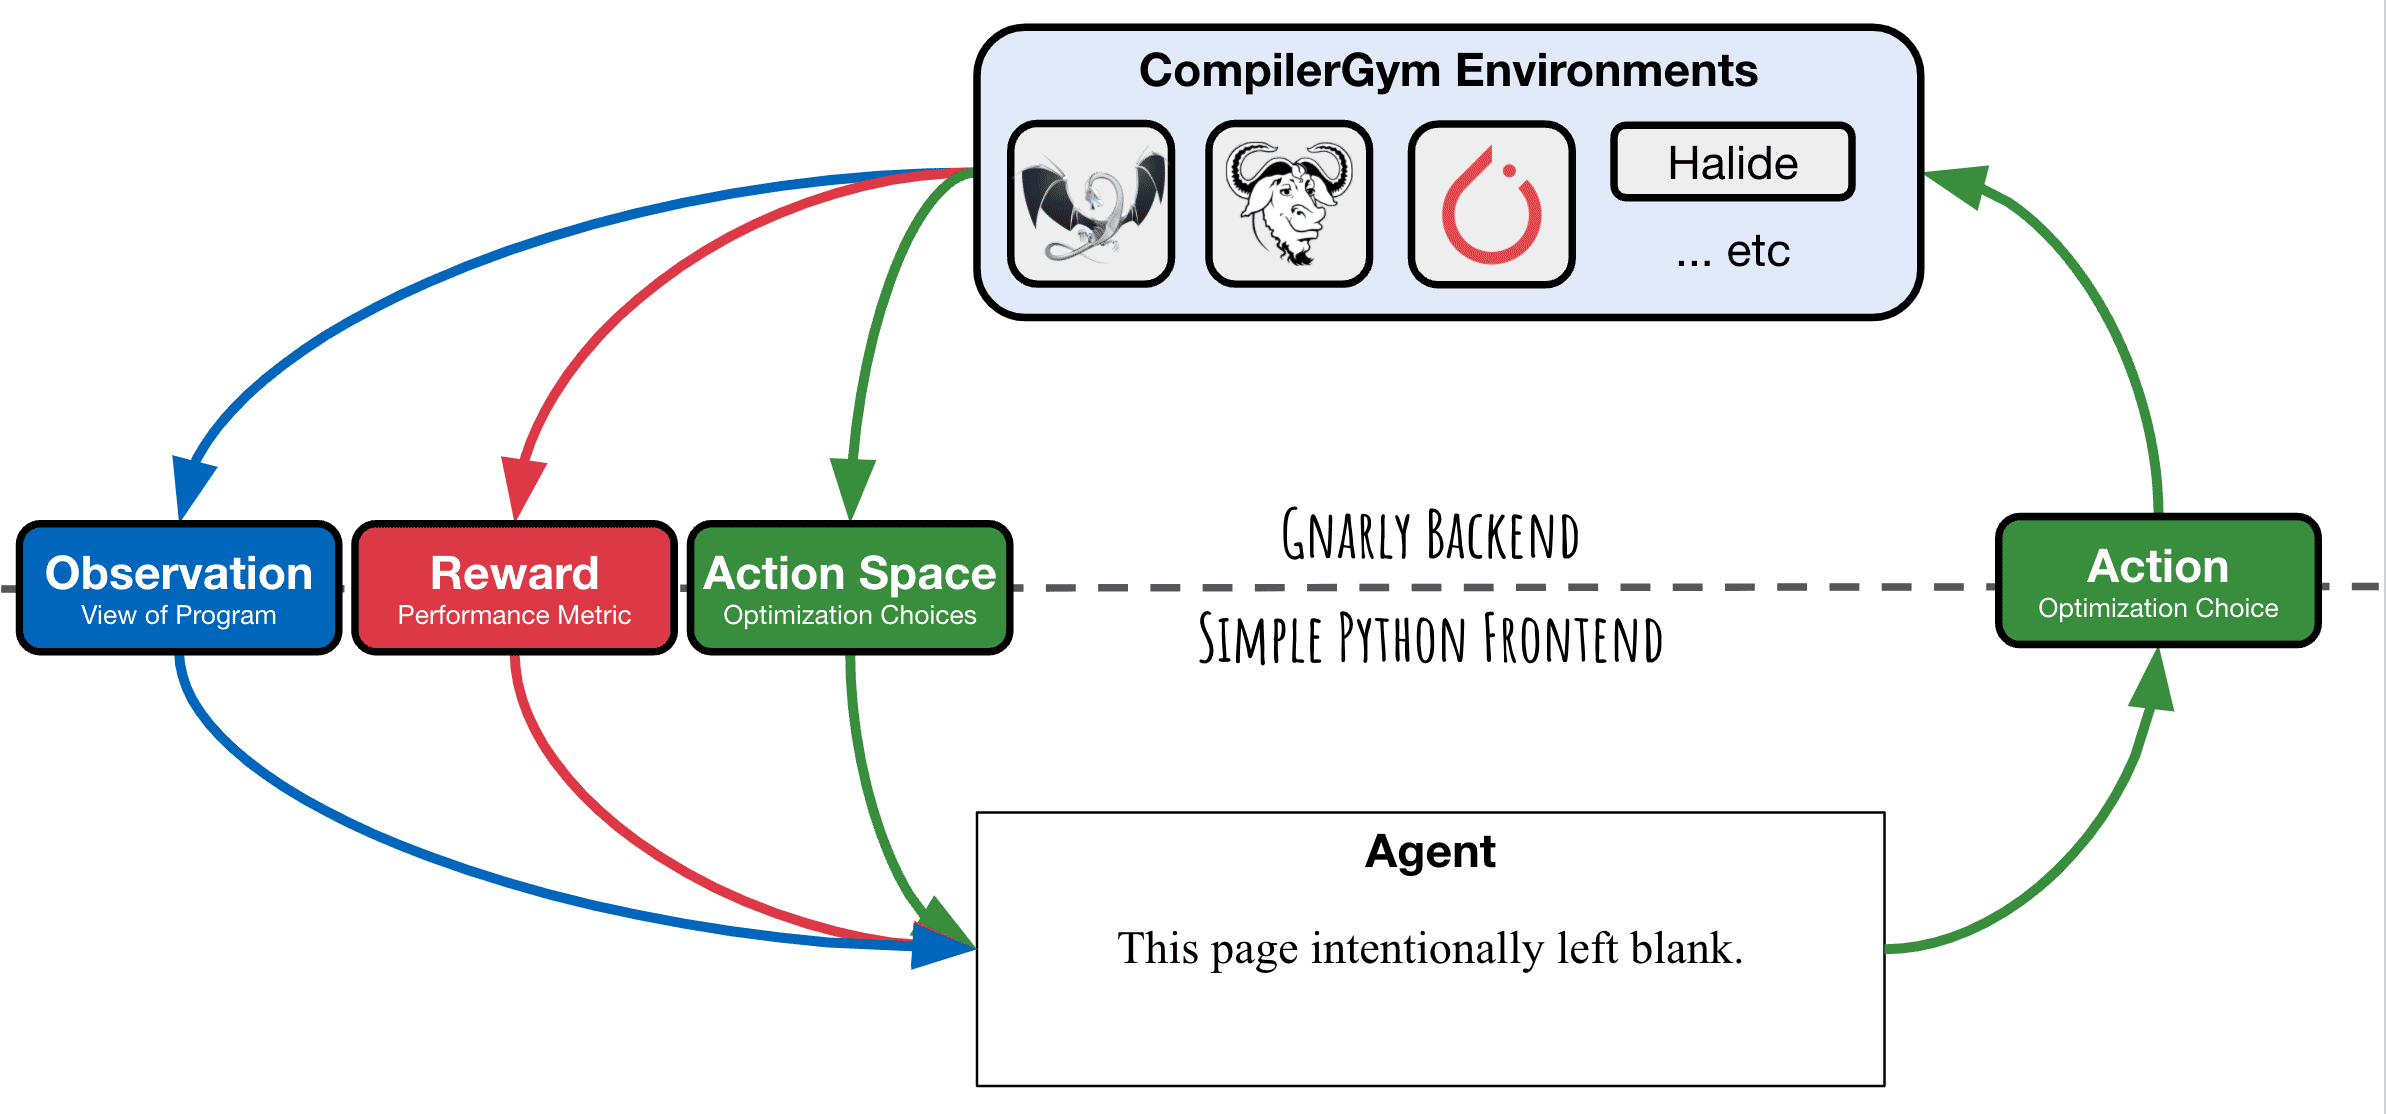 CompilerGym Environments
Halide
... etc
Gnarly Backend
Observation
View of Program
Reward
Performance Metric
Action Space
Optimization Choices
Action
Optimization Choice
Simple Python Frontend
Agent
This page intentionally left blank.